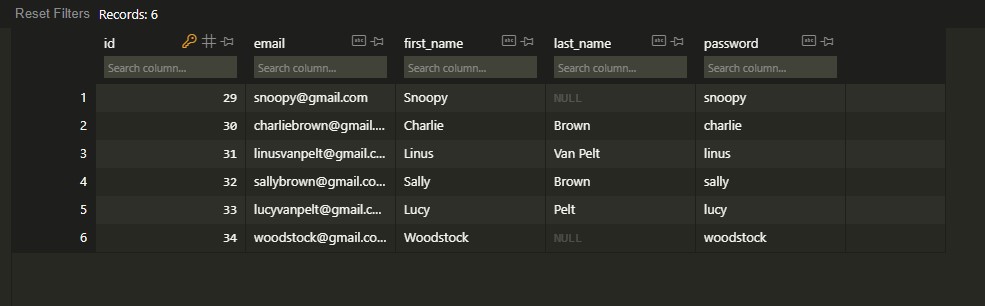 Reset Filters Records: 6
id email first_name last_name password
Search column... Search column... Search column... Search column... Search column...
1 29 snoopy@gmail.com Snoopy NULL snoopy
2 30 charliebrown@gmail.... Charlie Brown charlie
3 31 linusvanpelt@gmail.c... Linus Van Pelt linus
4 32 sallybrown@gmail.co... Sally Brown sally
5 33 lucyvanpelt@gmail.c... Lucy Pelt lucy
6 34 woodstock@gmail.co... Woodstock NULL woodstock